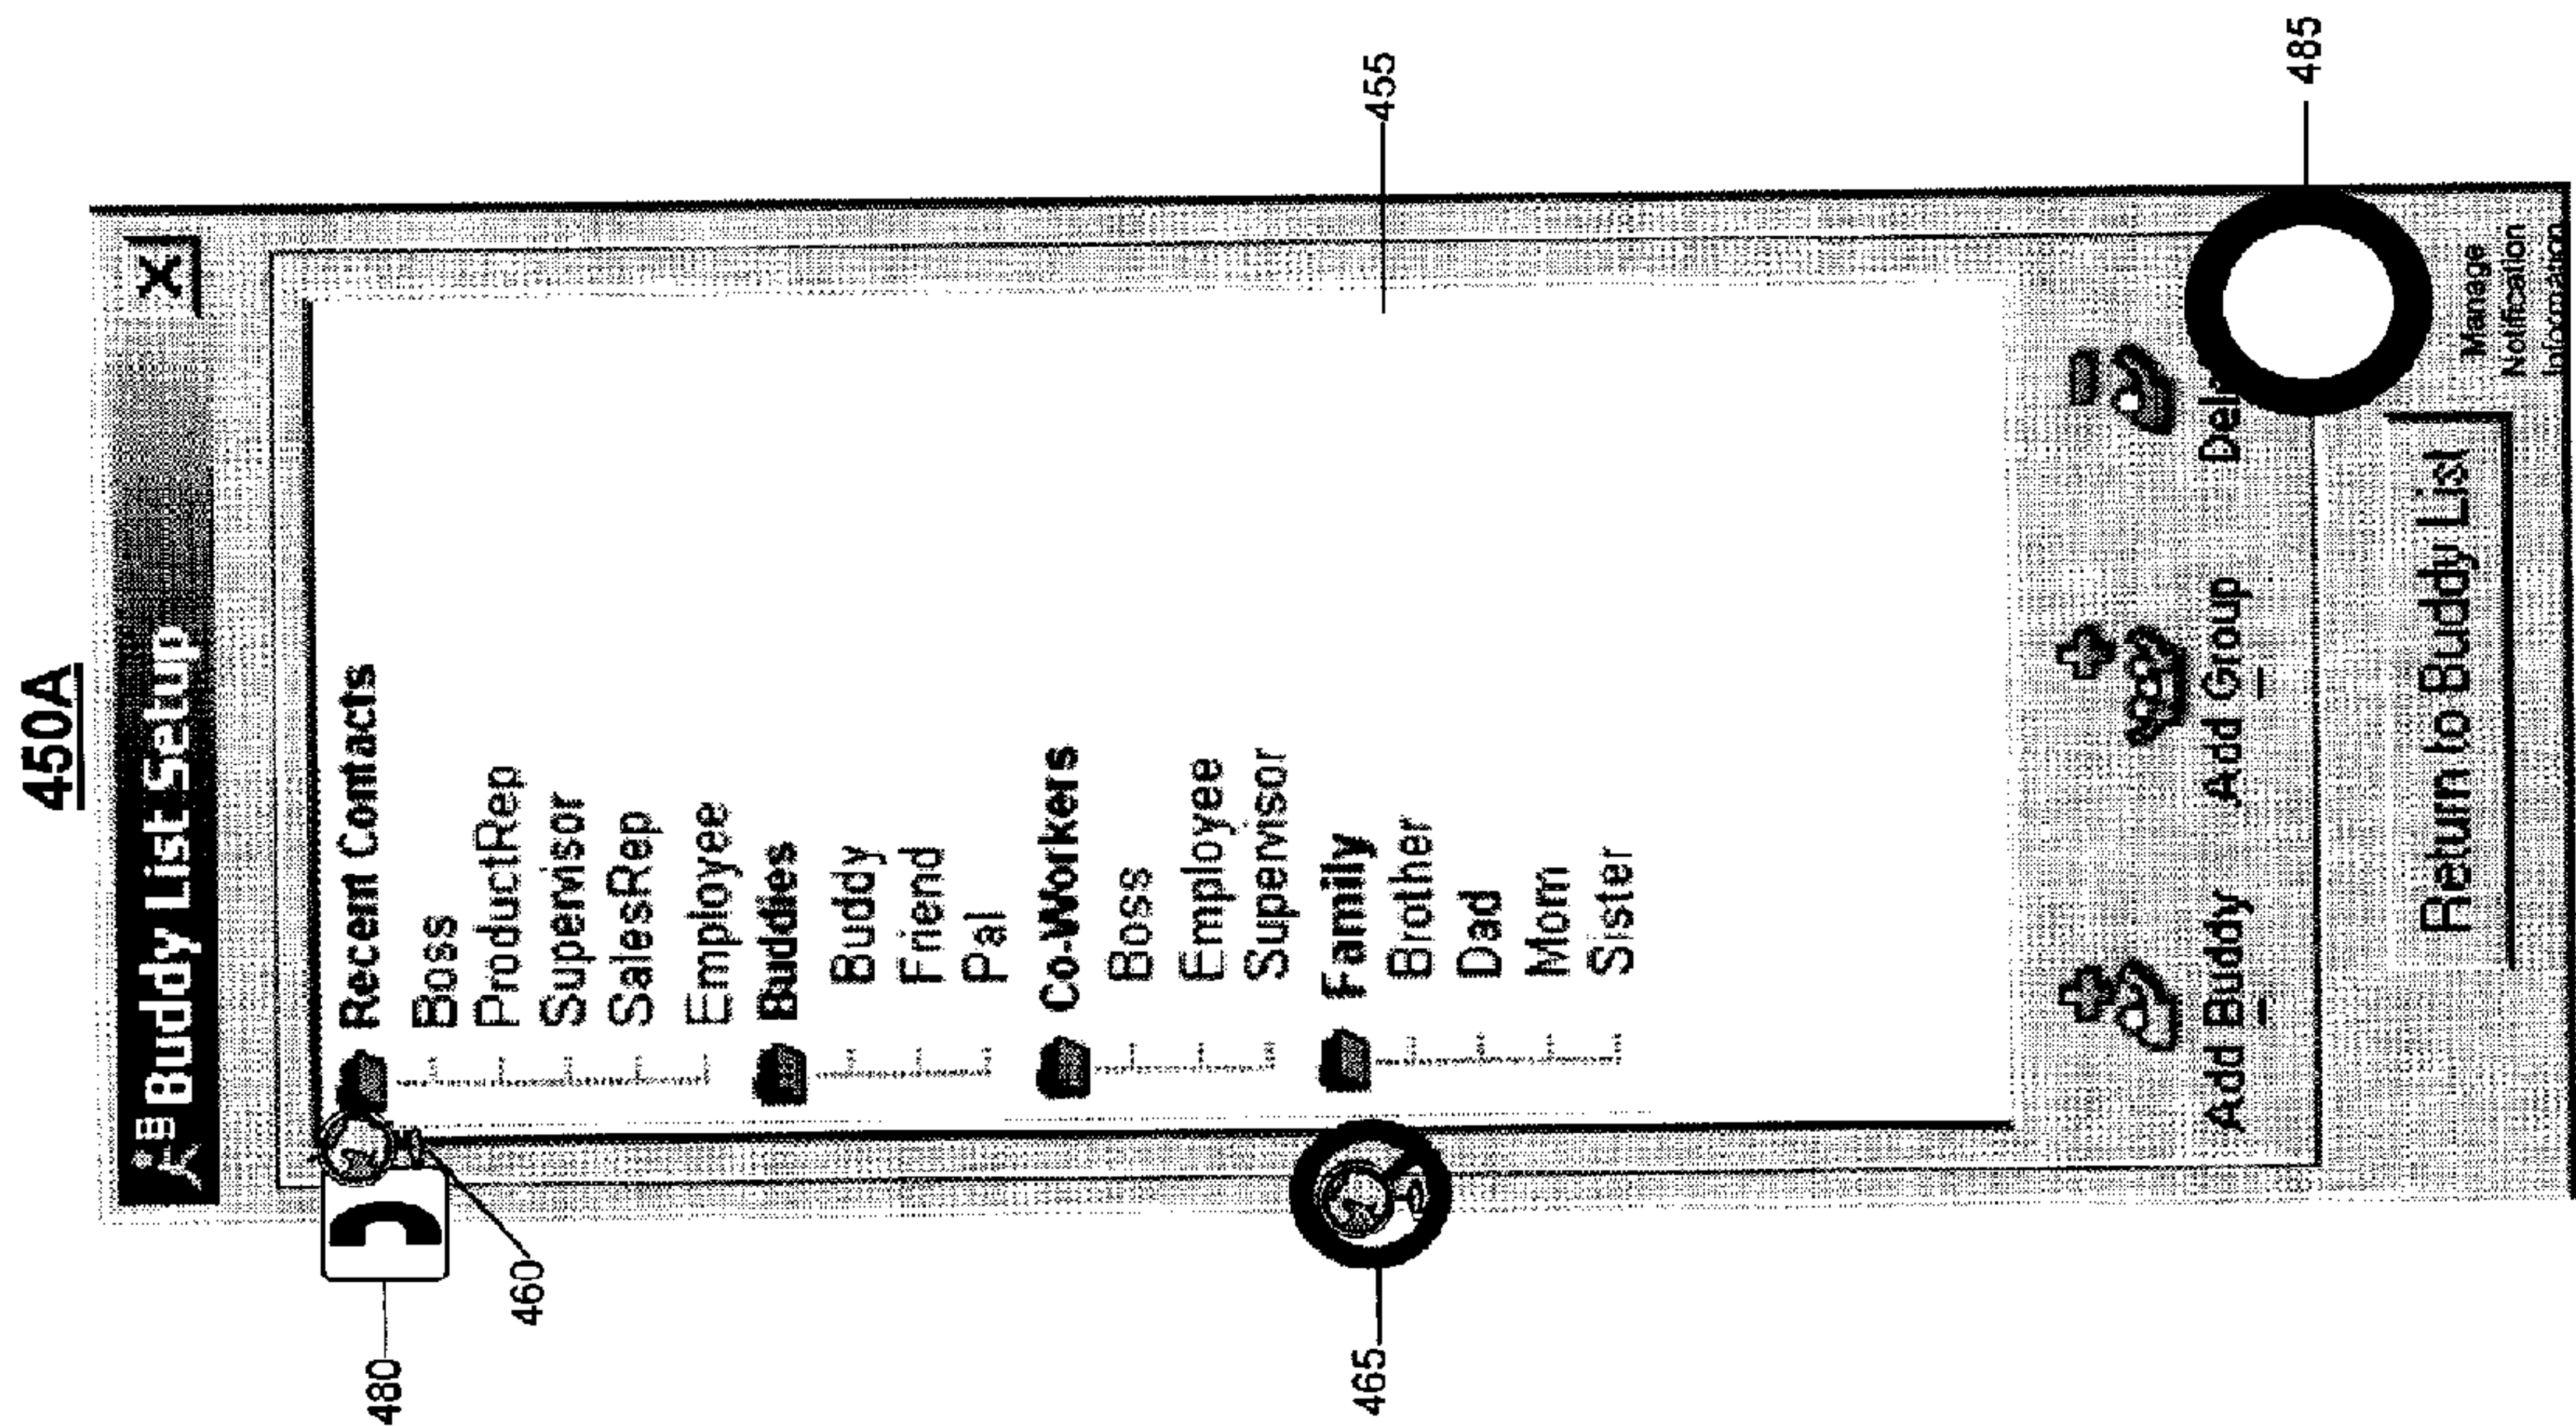 450A
Buddy List Setup
X
480
460
Recent Contacts
Boss
ProductRep
Supervisor
SalesRep
Employee
Buddies
Buddy
Friend
Pal
Co-Workers
Boss
Employee
Supervisor
455
465
Family
Brother
Dad
Mom
Sister
Add Buddy Add Group
485
Return to Buddy List
Manage
Notification
Information